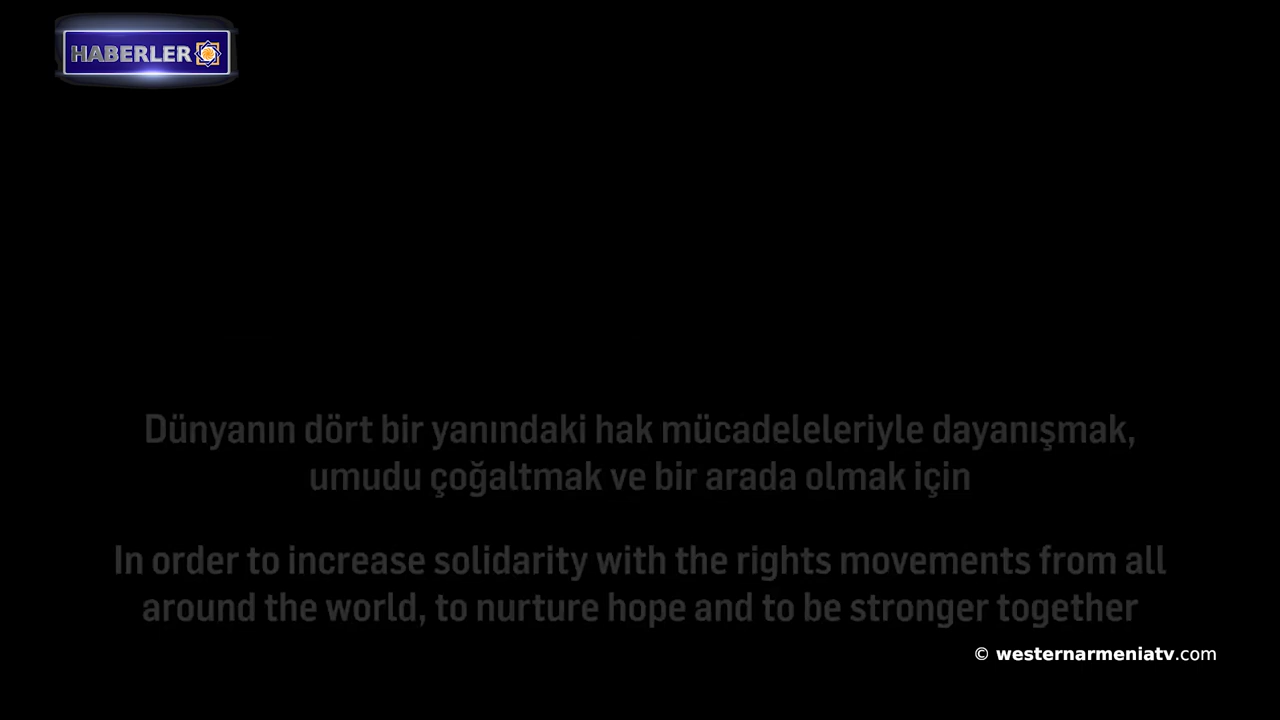 HABERLER
Dünyanın dört bir yanındaki hak mücadeleleriyle dayanışmak,
umudu çoğaltmak ve bir arada olmak için
In order to increase solidarity with the rights movements from all
around the world, to nurture hope and to be stronger together
© westernarmeniatv.com